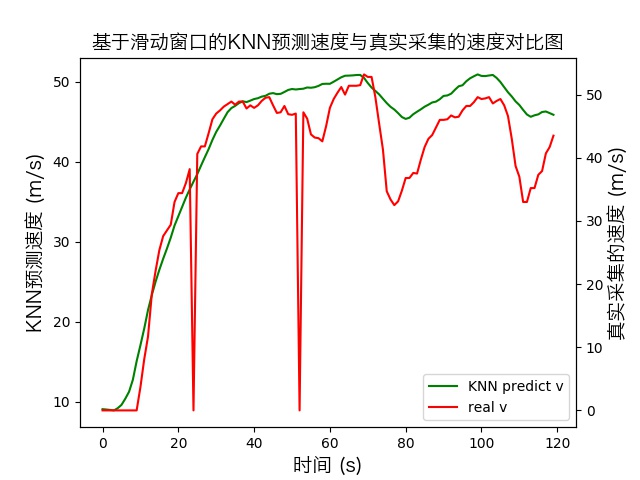 基于滑动窗口的KNN预测速度与真实采集的速度对比图
KNN预测速度 (m/s)
50
40
30
20
10
50
40
30
20
10
0
真实采集的速度 (m/s)
KNN predict v
real v
0 20 40 60 80 100 120
时间 (s)